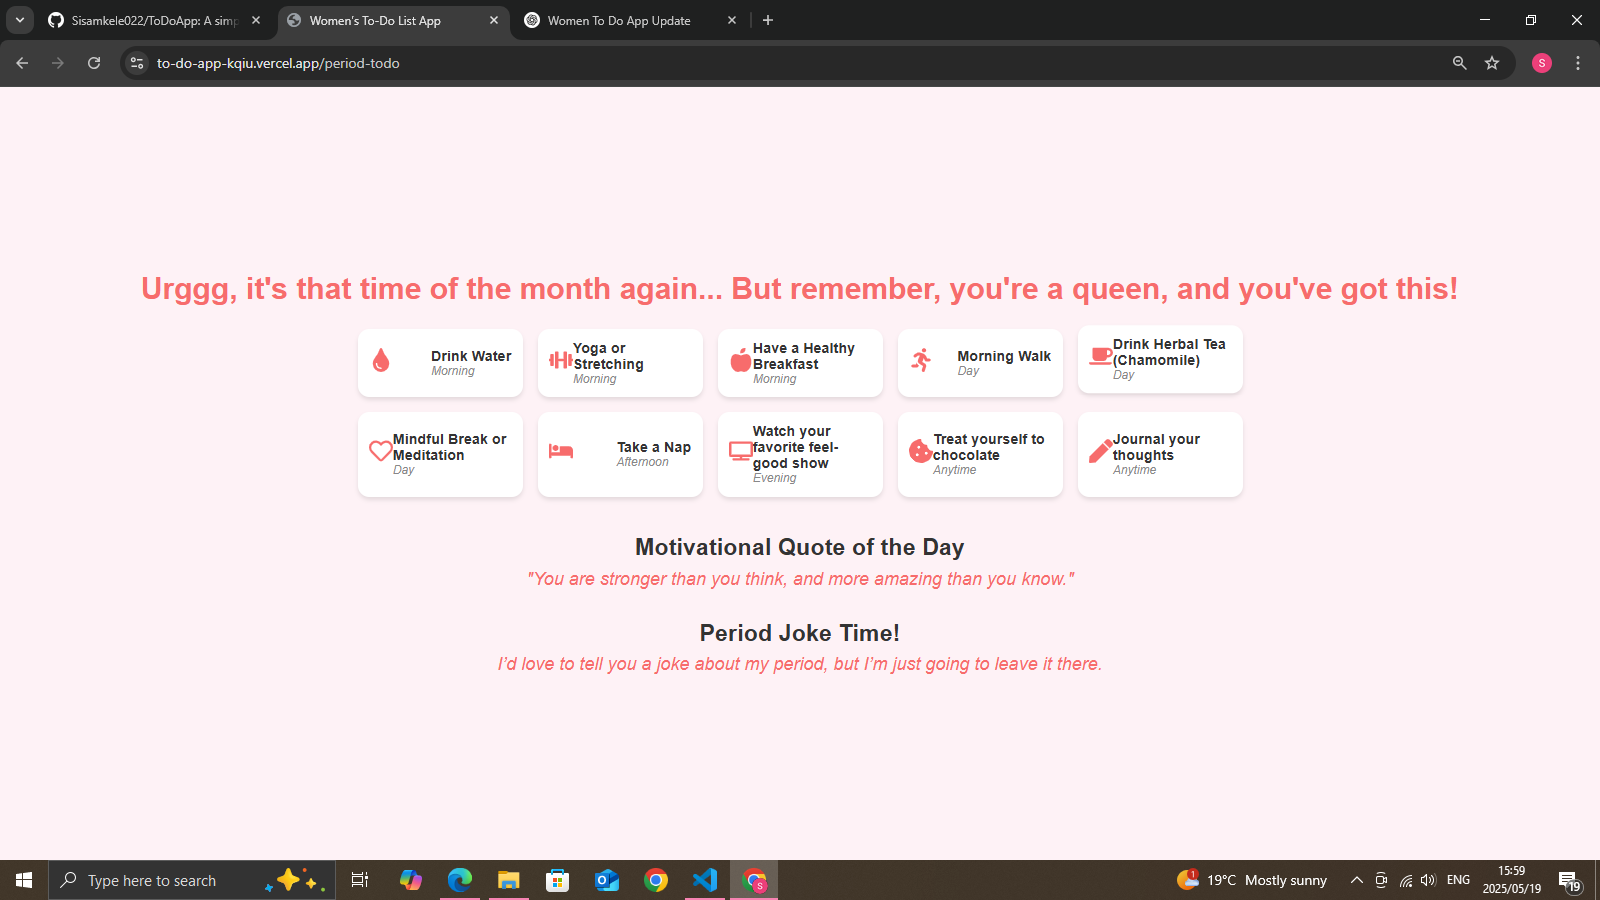 Sisamkele022/ToDoApp: A simp
Women's To-Do List App
Women To Do App Update
to-do-app-kqiu.vercel.app/period-todo
S
Urggg, it's that time of the month again... But remember, you're a queen, and you've got this!
Drink Water
Morning
Yoga or
Stretching
Morning
Have a Healthy
Breakfast
Morning
Morning Walk
Day
Drink Herbal Tea
(Chamomile)
Day
Mindful Break or
Meditation
Day
Take a Nap
Afternoon
Watch your
favorite feel-
good show
Evening
Treat yourself to
chocolate
Anytime
Journal your
thoughts
Anytime
Motivational Quote of the Day
"You are stronger than you think, and more amazing than you know."
Period Joke Time!
I’d love to tell you a joke about my period, but I’m just going to leave it there.
Type here to search
S
1
19°C Mostly sunny
ENG
15:59
2025/05/19
19